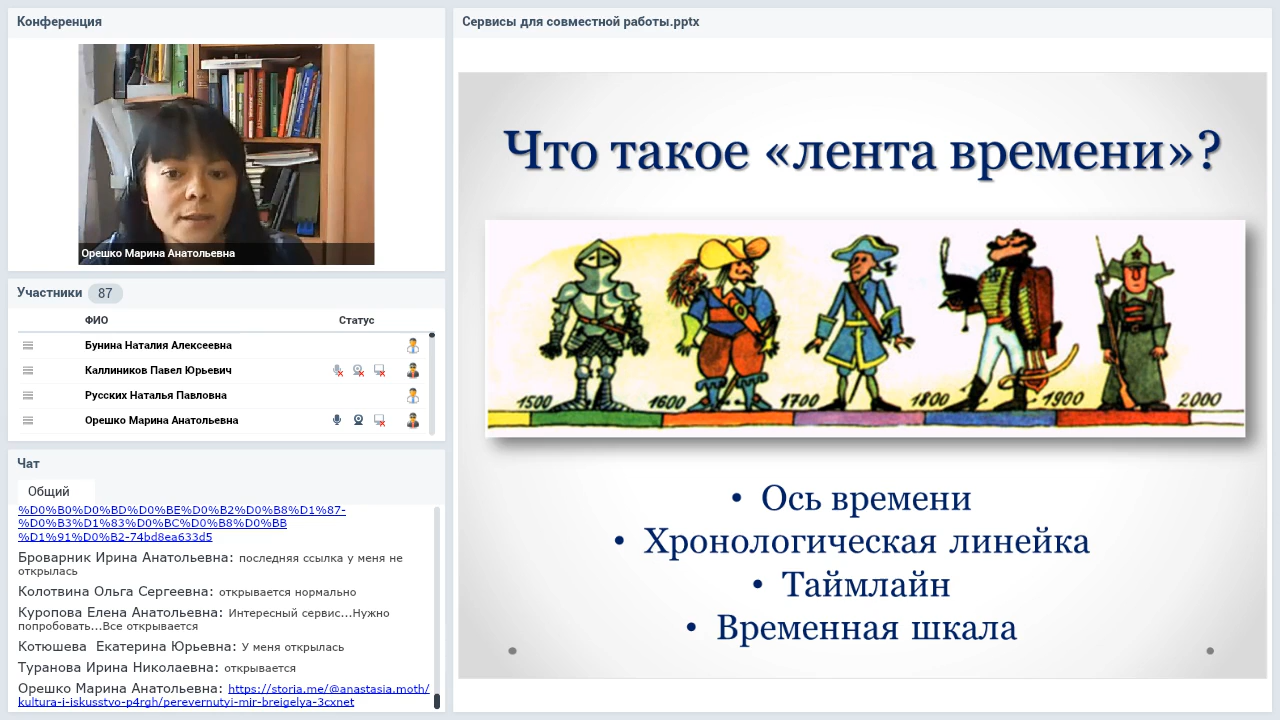 Конференция
Орешко Марина Анатольевна
Участники 87
ФИО Статус
Бунина Наталия Алексеевна
Каллиников Павел Юрьевич
Русских Наталья Павловна
Орешко Марина Анатольевна
Чат
Общий
%D0%B0%D0%BD%D0%BE%D0%B2%D0%B8%D1%87-
%D0%B3%D1%83%D0%BC%D0%B8%D0%BB
%D1%91%D0%B2-74bd8ea633d5
Броварник Ирина Анатольевна: последняя ссылка у меня не
открылась
Колотвина Ольга Сергеевна: открывается нормально
Куропова Елена Анатольевна: Интересный сервис...Нужно
попробовать...Все открывается
Котюшева Екатерина Юрьевна: У меня открылась
Туранова Ирина Николаевна: открывается
Орешко Марина Анатольевна: https://storia.me/@anastasia.moth/
kultura-i-iskusstvo-p4rgh/perevernutyi-mir-breigelya-3cxnet
Сервисы для совместной работы.pptx
Что такое «лента времени»?
1500 1600 1700 1800 1900 2000
• Ось времени
• Хронологическая линейка
• Таймлайн
• Временная шкала